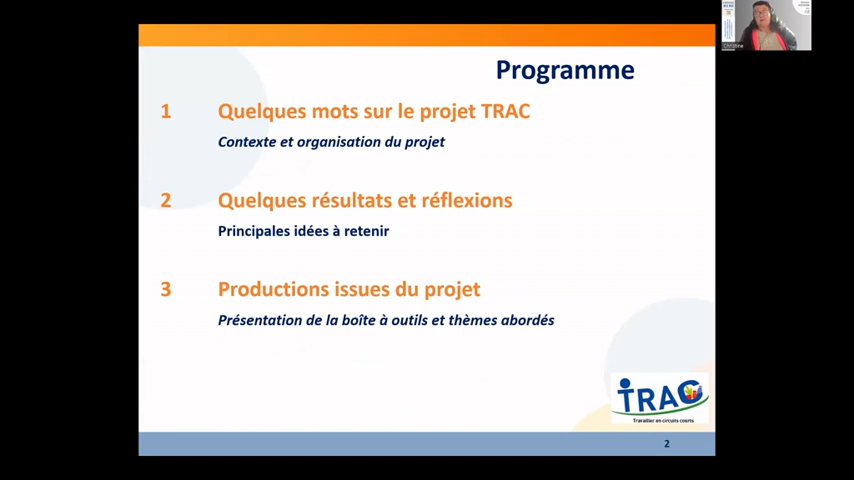 Programme
1 Quelques mots sur le projet TRAC
Contexte et organisation du projet
2 Quelques résultats et réflexions
Principales idées à retenir
3 Productions issues du projet
Présentation de la boîte à outils et thèmes abordés
TRAC
Travailler en circuits courts
2
Christine